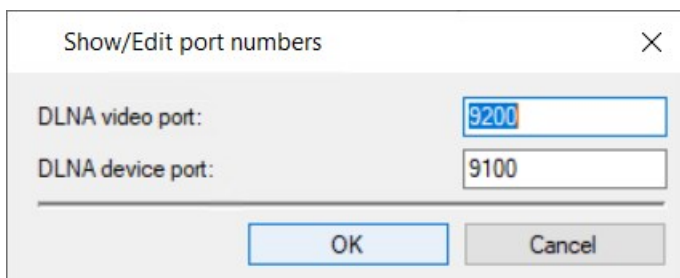 Show/Edit port numbers
DLNA video port: 9200
DLNA device port: 9100
OK Cancel